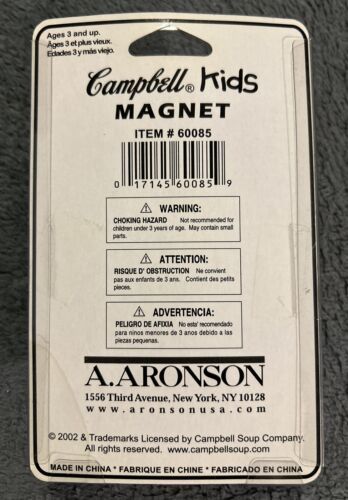 Ages 3 and up.
Ages 3 et plus vieux.
Edades 3 y más viejo.
Campbell® Kids
MAGNET
ITEM # 60085
0 17145 60085 9
⚠ WARNING:
CHOKING HAZARD Not recommended for
children under 3 years of age. May contain small
parts.
⚠ ATTENTION:
RISQUE D' OBSTRUCTION Ne convient
pas aux enfants de 3 ans. Contient des petits
pieces.
⚠ ADVERTENCIA:
PELIGRO DE AFIXIA No esta' recomendado
para ninos menores de 3 anos debido a las
piezas pequenas.
A.ARONSON
1556 Third Avenue, New York, NY 10128
www.aronsonusa.com
© 2002 & Trademarks Licensed by Campbell Soup Company.
All rights reserved. www.campbellsoup.com
MADE IN CHINA * FABRIQUE EN CHINE * FABRICADO EN CHINA